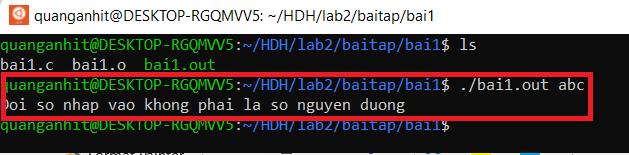 quanganhit@DESKTOP-RGQMVV5: ~/HDH/lab2/baitap/bai1
quanganhit@DESKTOP-RGQMVV5:~/HDH/lab2/baitap/bai1$ ls
bai1.c bai1.o bai1.out
quanganhit@DESKTOP-RGQMVV5:~/HDH/lab2/baitap/bai1$ ./bai1.out abc
Doi so nhap vao khong phai la so nguyen duong
quanganhit@DESKTOP-RGQMVV5:~/HDH/lab2/baitap/bai1$